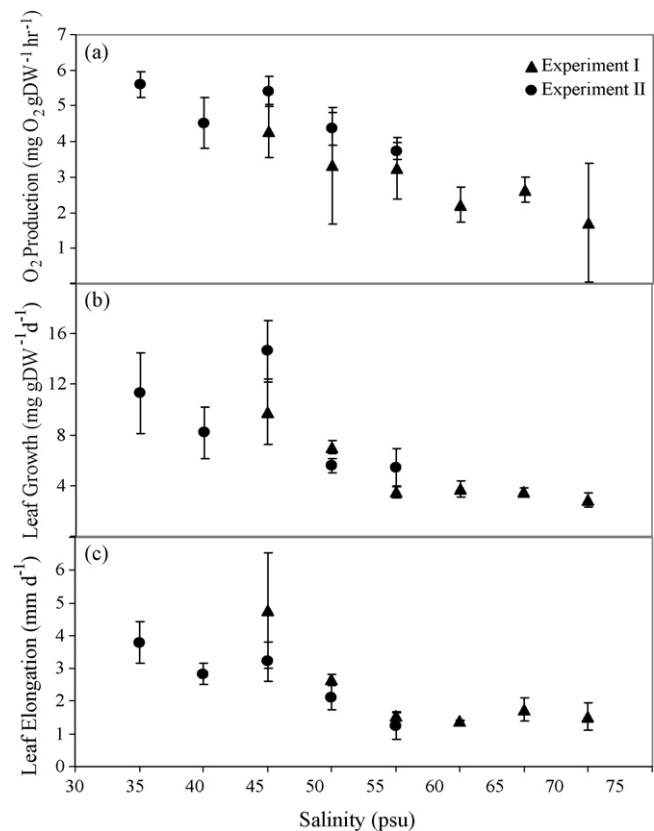 (a)
Experiment I
Experiment II
O₂ Production (mg O₂ gDW⁻¹ hr⁻¹)
7
6
5
4
3
2
1
(b)
Leaf Growth (mg gDW⁻¹d⁻¹)
16
12
8
4
(c)
Leaf Elongation (mm d⁻¹)
6
5
4
3
2
1
0
30 35 40 45 50 55 60 65 70 75
Salinity (psu)